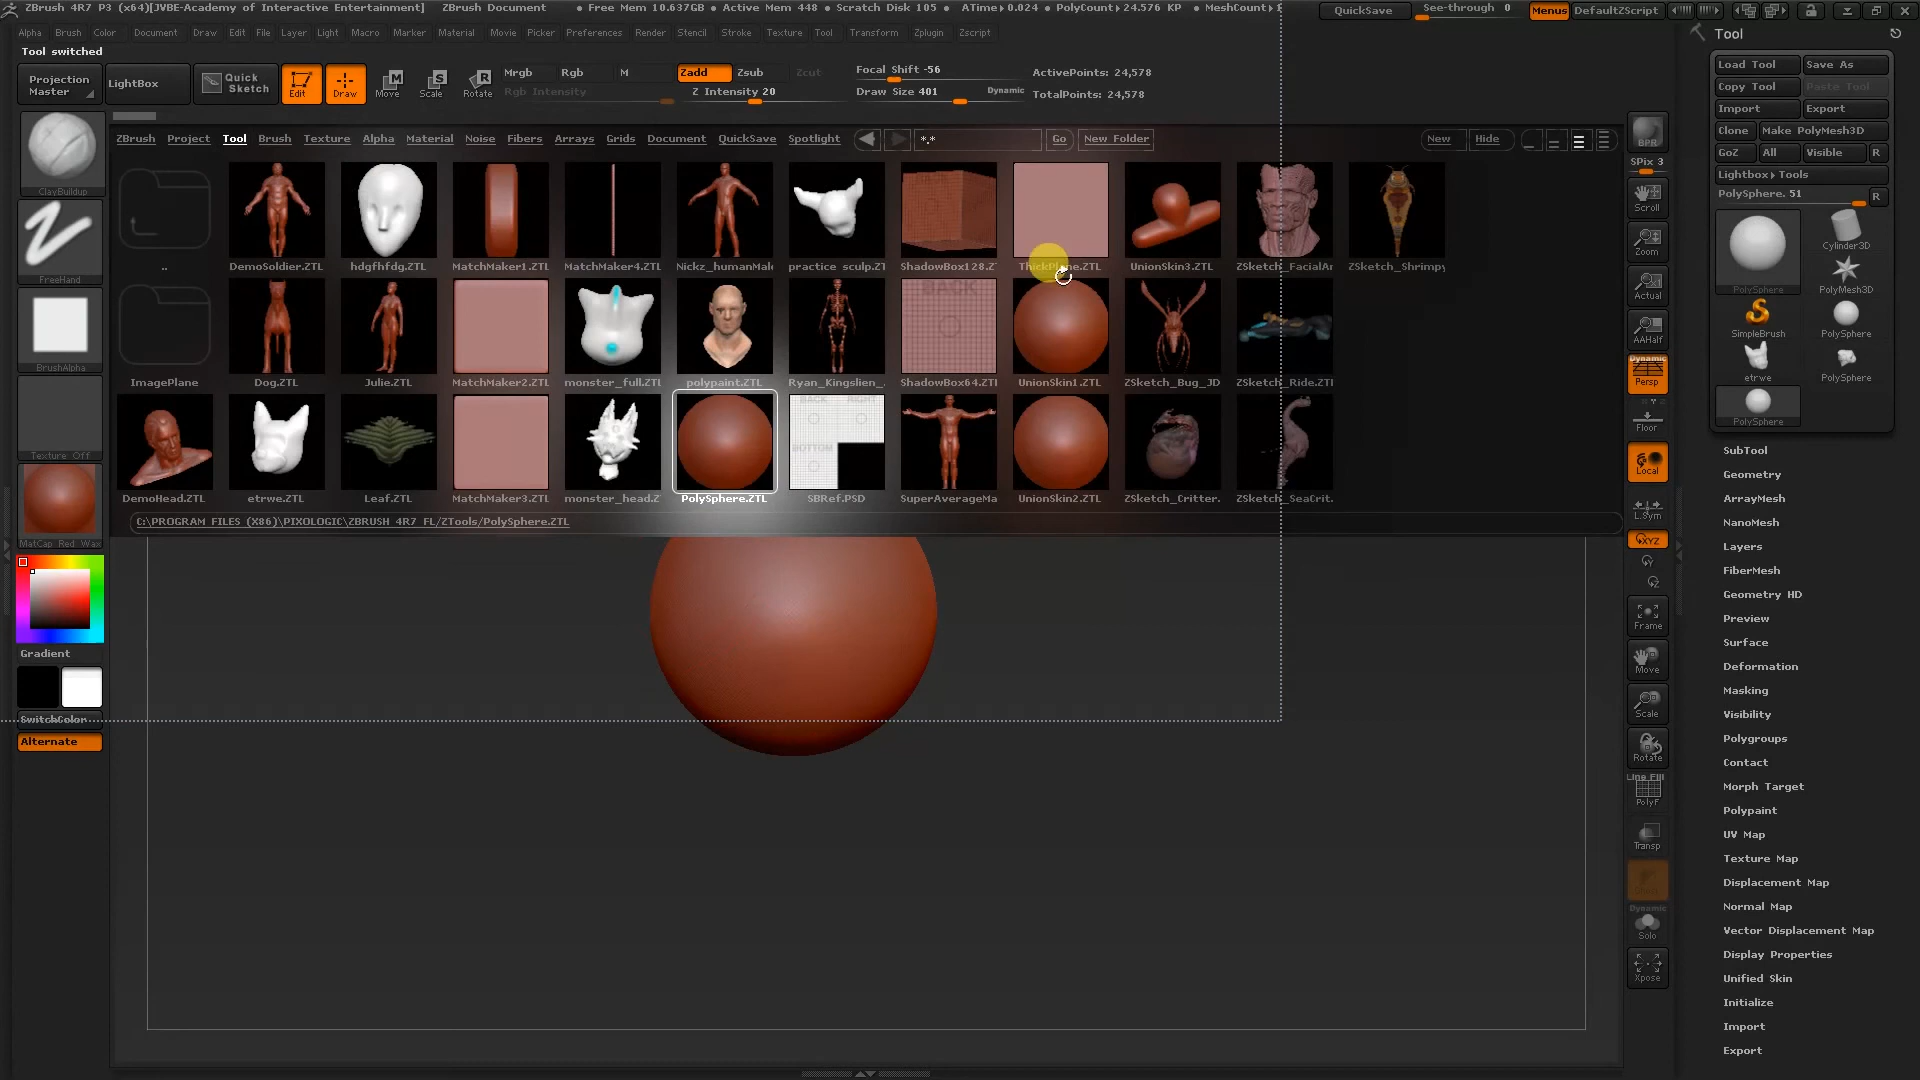 ZBrush 4R7 P3 (x64)[JVBE-Academy of Interactive Entertainment] ZBrush Document • Free Mem 10.637GB • Active Mem 448 • Scratch Disk 105 • ATime▸0.024 • PolyCount▸24.576 KP • MeshCount▸1 QuickSave See-through 0 Menus DefaultZScript
Alpha Brush Color Document Draw Edit File Layer Light Macro Marker Material Movie Picker Preferences Render Stencil Stroke Texture Tool Transform Zplugin Zscript
Tool switched
Projection Master
LightBox
Quick Sketch
Edit Draw Move Scale Rotate
Mrgb Rgb M Zadd Zsub Zcut
Rgb Intensity Z Intensity 20
Focal Shift -56
Draw Size 401 Dynamic
ActivePoints: 24,578
TotalPoints: 24,578
ClayBuildup
FreeHand
BrushAlpha
Texture Off
MatCap Red Wax
Gradient
SwitchColor
Alternate
ZBrush Project Tool Brush Texture Alpha Material Noise Fibers Arrays Grids Document QuickSave Spotlight *.* Go New Folder New Hide
.. DemoSoldier.ZTL hdgfhfdg.ZTL MatchMaker1.ZTL MatchMaker4.ZTL Nickz_humanMale practice sculp.ZT ShadowBox128.Z ThickPlane.ZTL UnionSkin3.ZTL ZSketch_FacialAn ZSketch_Shrimpy
BACK
ImagePlane Dog.ZTL Julie.ZTL MatchMaker2.ZTL monster_full.ZTL polypaint.ZTL Ryan_Kingslien_. ShadowBox64.ZTL UnionSkin1.ZTL ZSketch_Bug_JD ZSketch_Ride.ZTL
BACK RIGHT
BOTTOM
DemoHead.ZTL etrwe.ZTL Leaf.ZTL MatchMaker3.ZTL monster_head.Z PolySphere.ZTL SBRef.PSD SuperAverageMa UnionSkin2.ZTL ZSketch_Critter. ZSketch_SeaCrit.
C:\PROGRAM FILES (X86)\PIXOLOGIC\ZBRUSH 4R7 FL/ZTools/PolySphere.ZTL
BPR
SPix 3
Scroll
Zoom
Actual
AAHalf
Dynamic
Persp
Floor
Local
L.Sym
XYZ
Frame
Move
Scale
Rotate
Line Fill
PolyF
Transp
Dynamic
Solo
Xpose
Tool
Load Tool Save As
Copy Tool Paste Tool
Import Export
Clone Make PolyMesh3D
GoZ All Visible R
Lightbox▸Tools
PolySphere. 51 R
PolySphere Cylinder3D
PolyMesh3D
SimpleBrush PolySphere
etrwe PolySphere
PolySphere
SubTool
Geometry
ArrayMesh
NanoMesh
Layers
FiberMesh
Geometry HD
Preview
Surface
Deformation
Masking
Visibility
Polygroups
Contact
Morph Target
Polypaint
UV Map
Texture Map
Displacement Map
Normal Map
Vector Displacement Map
Display Properties
Unified Skin
Initialize
Import
Export